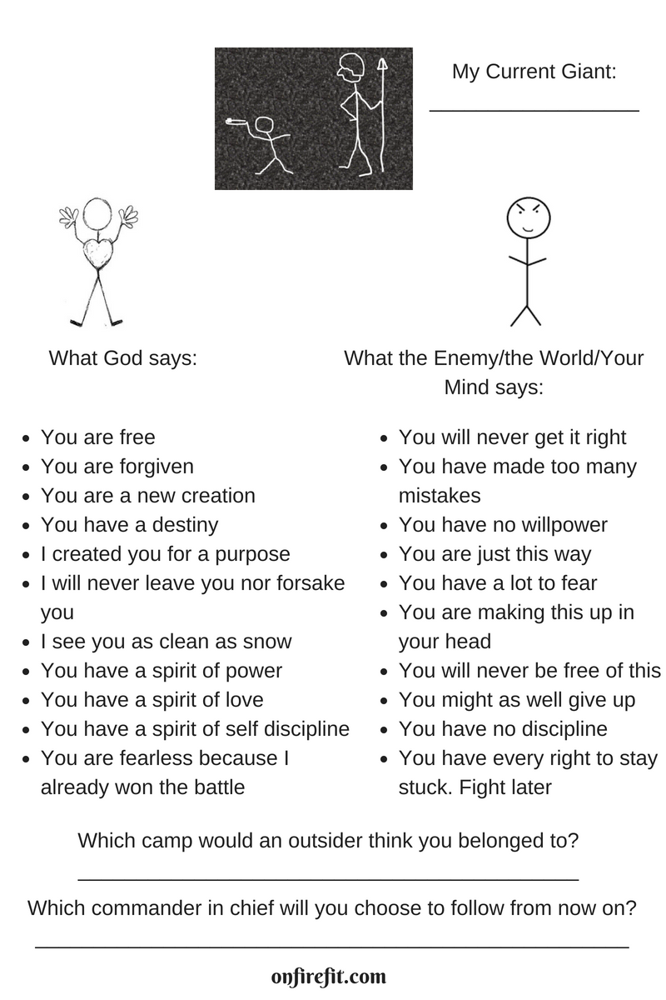 My Current Giant:
What God says:
What the Enemy/the World/Your
Mind says:
• You are free
• You are forgiven
• You are a new creation
• You have a destiny
• I created you for a purpose
• I will never leave you nor forsake
you
• I see you as clean as snow
• You have a spirit of power
• You have a spirit of love
• You have a spirit of self discipline
• You are fearless because I
already won the battle
• You will never get it right
• You have made too many
mistakes
• You have no willpower
• You are just this way
• You have a lot to fear
• You are making this up in
your head
• You will never be free of this
• You might as well give up
• You have no discipline
• You have every right to stay
stuck. Fight later
Which camp would an outsider think you belonged to?
Which commander in chief will you choose to follow from now on?
onfirefit.com